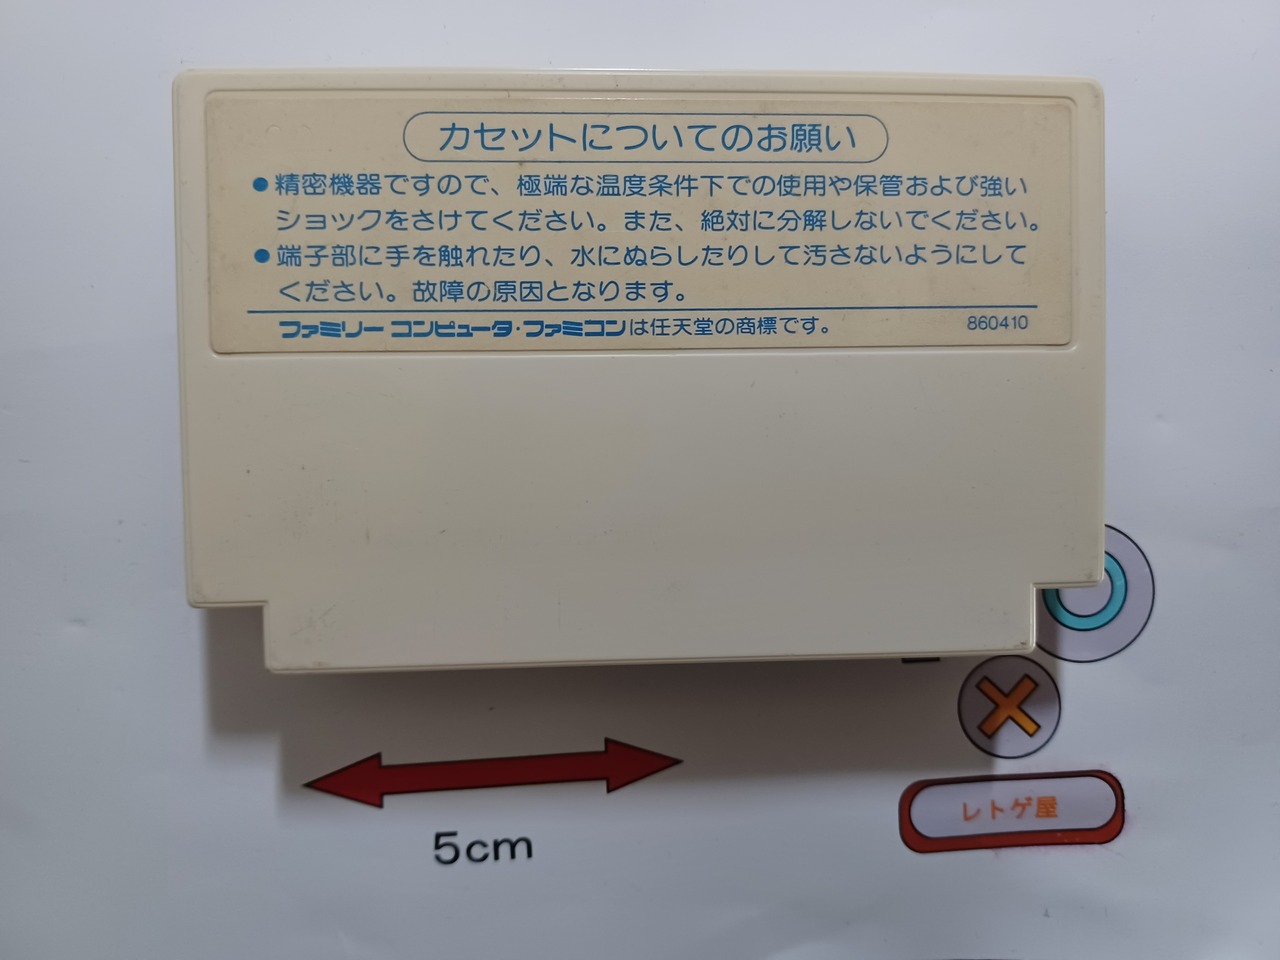 カセットについてのお願い
●精密機器ですので、極端な温度条件下での使用や保管および強い
ショックをさけてください。また、絶対に分解しないでください。
●端子部に手を触れたり、水にぬらしたりして汚さないようにして
ください。故障の原因となります。
ファミリー コンピュータ・ファミコンは任天堂の商標です。 860410
レトゲ屋
5cm